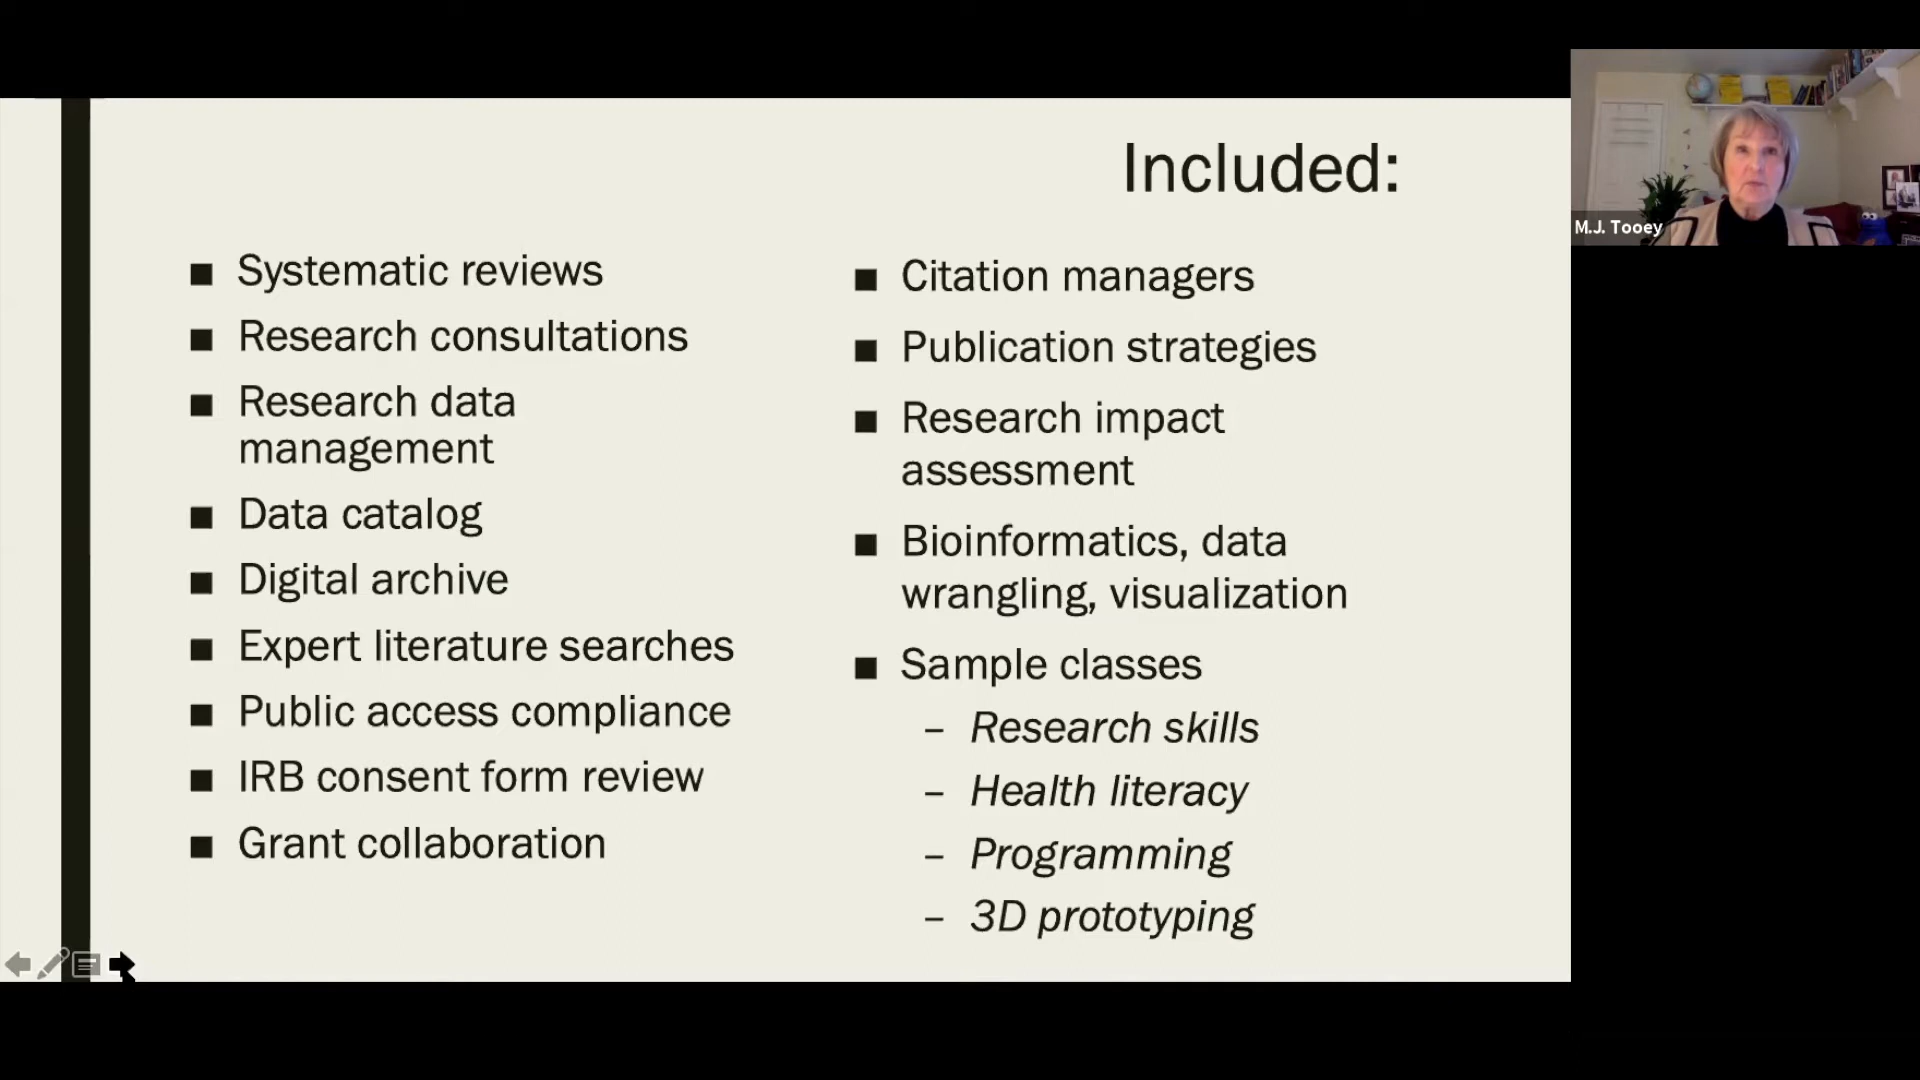 Included:
■ Systematic reviews
■ Research consultations
■ Research data
management
■ Data catalog
■ Digital archive
■ Expert literature searches
■ Public access compliance
■ IRB consent form review
■ Grant collaboration
■ Citation managers
■ Publication strategies
■ Research impact
assessment
■ Bioinformatics, data
wrangling, visualization
■ Sample classes
– Research skills
– Health literacy
– Programming
– 3D prototyping
M.J. Tooey